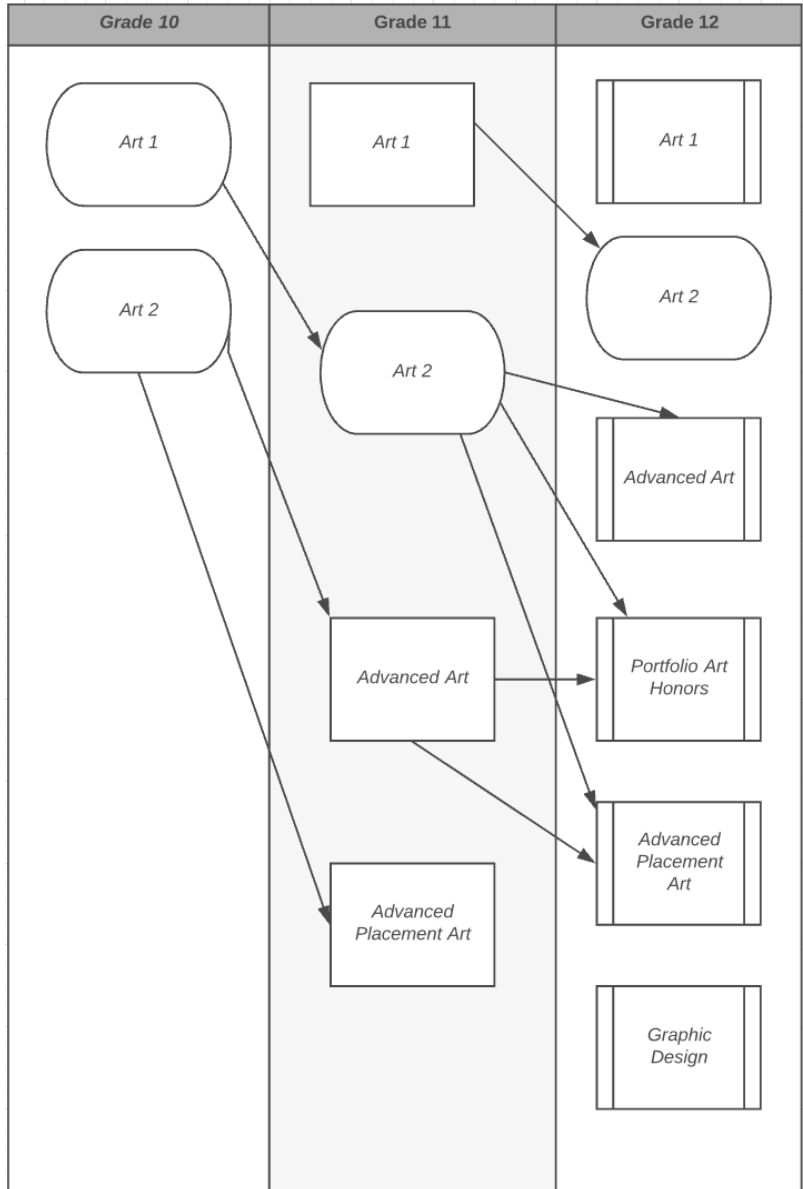 Grade 10
Grade 11
Grade 12
Art 1
Art 1
Art 1
Art 2
Art 2
Art 2
Advanced Art
Advanced Art
Portfolio Art
Honors
Advanced
Placement
Art
Advanced
Placement Art
Graphic
Design